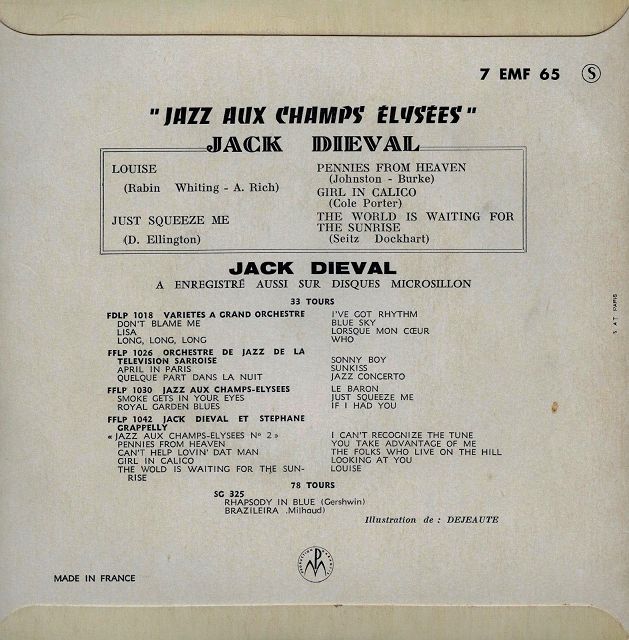 7 EMF 65 S
"JAZZ AUX CHAMPS ÉLYSÉES"
JACK DIEVAL
LOUISE
(Rabin Whiting - A. Rich)
JUST SQUEEZE ME
(D. Ellington)
PENNIES FROM HEAVEN
(Johnston - Burke)
GIRL IN CALICO
(Cole Porter)
THE WORLD IS WAITING FOR
THE SUNRISE
(Seitz Dockhart)
JACK DIEVAL
A ENREGISTRÉ AUSSI SUR DISQUES MICROSILLON
33 TOURS
FDLP 1018 VARIETES A GRAND ORCHESTRE
DON'T BLAME ME
LISA
LONG, LONG, LONG
I'VE GOT RHYTHM
BLUE SKY
LORSQUE MON CŒUR
WHO
FFLP 1026 ORCHESTRE DE JAZZ DE LA
TELEVISION SARROISE
APRIL IN PARIS
QUELQUE PART DANS LA NUIT
SONNY BOY
SUNKISS
JAZZ CONCERTO
FFLP 1030 JAZZ AUX CHAMPS-ELYSEES
SMOKE GETS IN YOUR EYES
ROYAL GARDEN BLUES
LE BARON
JUST SQUEEZE ME
IF I HAD YOU
FFLP 1042 JACK DIEVAL ET STEPHANE
GRAPPELLY
« JAZZ AUX CHAMPS-ELYSEES Nº 2 »
PENNIES FROM HEAVEN
CAN'T HELP LOVIN' DAT MAN
GIRL IN CALICO
THE WOLD IS WAITING FOR THE SUN-
RISE
I CAN'T RECOGNIZE THE TUNE
YOU TAKE ADVANTAGE OF ME
THE FOLKS WHO LIVE ON THE HILL
LOOKING AT YOU
LOUISE
78 TOURS
SG 325
RHAPSODY IN BLUE (Gershwin)
BRAZILEIRA .Milhaud)
Illustration de : DEJEAUTE
MADE IN FRANCE